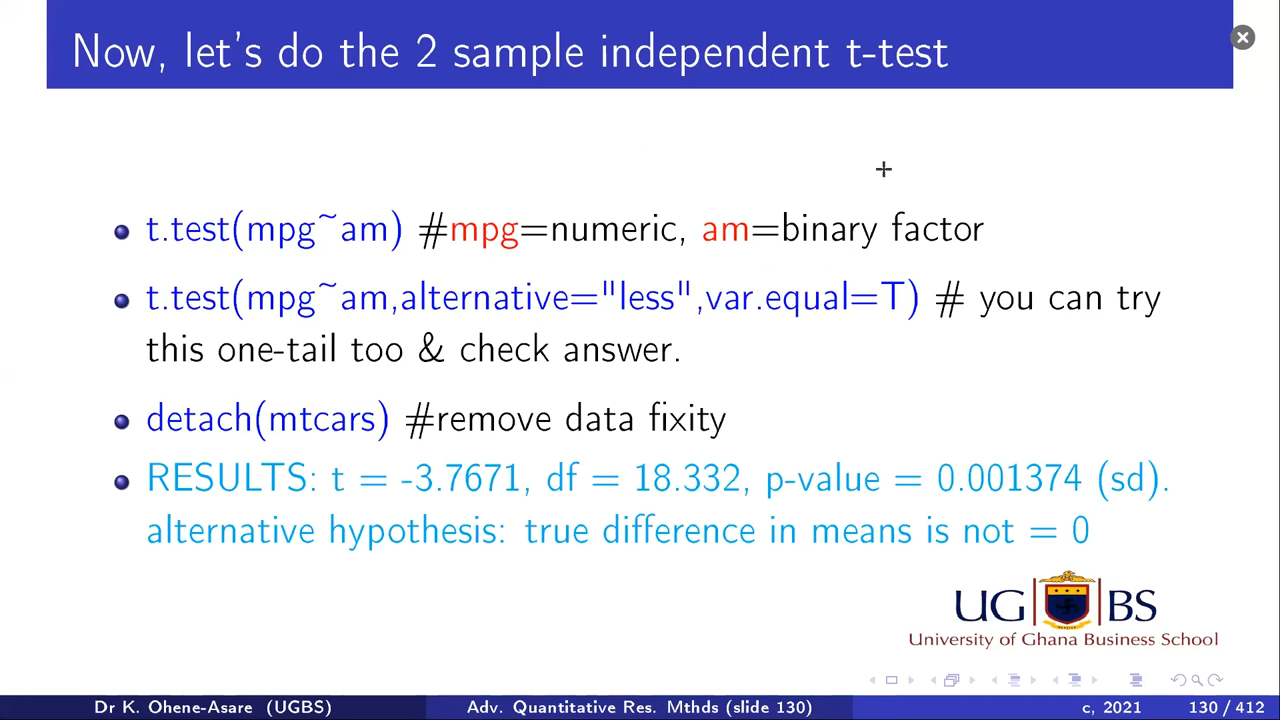 Now, let's do the 2 sample independent t-test
t.test(mpg~am) #mpg=numeric, am=binary factor
t.test(mpg~am,alternative="less",var.equal=T) # you can try
this one-tail too & check answer.
detach(mtcars) #remove data fixity
RESULTS: t = -3.7671, df = 18.332, p-value = 0.001374 (sd).
alternative hypothesis: true difference in means is not = 0
UG BS
University of Ghana Business School
Dr K. Ohene-Asare (UGBS) Adv. Quantitative Res. Mthds (slide 130) c, 2021 130 / 412